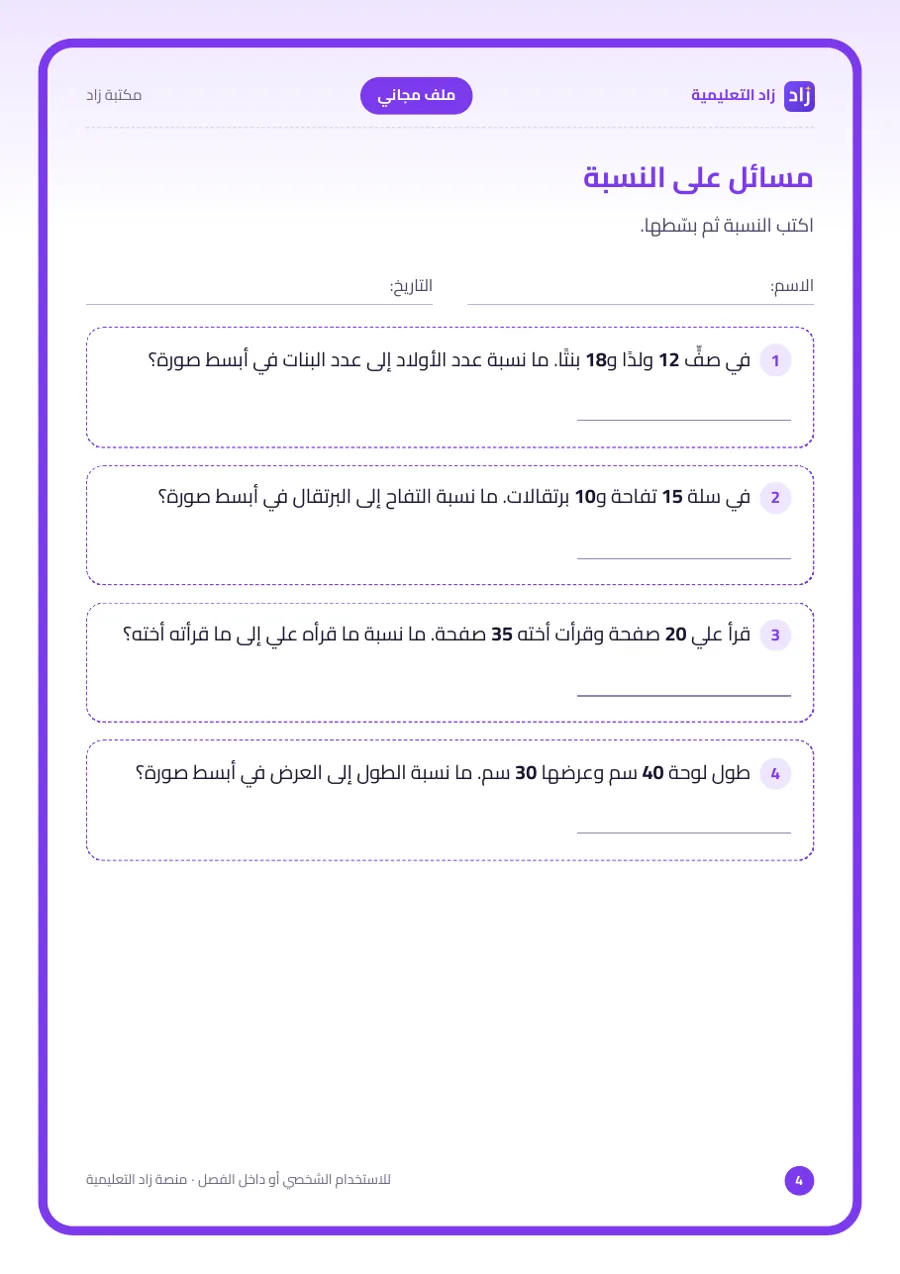 زاد
زاد التعليمية
ملف مجاني
مكتبة زاد
مسائل على النسبة
اكتب النسبة ثم بسّطها.
الاسم:
التاريخ:
1 في صفٍّ 12 ولدًا و18 بنتًا. ما نسبة عدد الأولاد إلى عدد البنات في أبسط صورة؟
2 في سلة 15 تفاحة و10 برتقالات. ما نسبة التفاح إلى البرتقال في أبسط صورة؟
3 قرأ علي 20 صفحة وقرأت أخته 35 صفحة. ما نسبة ما قرأه علي إلى ما قرأته أخته؟
4 طول لوحة 40 سم وعرضها 30 سم. ما نسبة الطول إلى العرض في أبسط صورة؟
4
للاستخدام الشخصي أو داخل الفصل · منصة زاد التعليمية